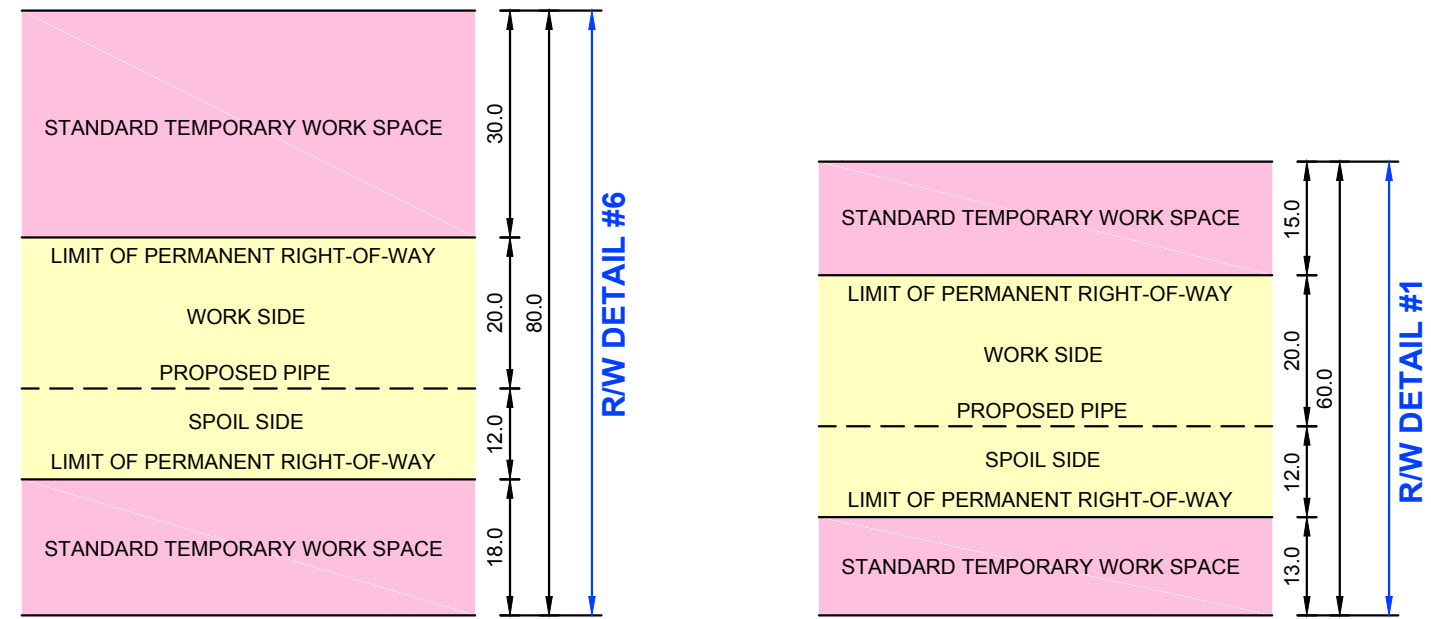 STANDARD TEMPORARY WORK SPACE
LIMIT OF PERMANENT RIGHT-OF-WAY
WORK SIDE
PROPOSED PIPE
SPOIL SIDE
LIMIT OF PERMANENT RIGHT-OF-WAY
STANDARD TEMPORARY WORK SPACE
30.0
20.0
12.0
18.0
80.0
R/W DETAIL #6
STANDARD TEMPORARY WORK SPACE
LIMIT OF PERMANENT RIGHT-OF-WAY
WORK SIDE
PROPOSED PIPE
SPOIL SIDE
LIMIT OF PERMANENT RIGHT-OF-WAY
STANDARD TEMPORARY WORK SPACE
15.0
20.0
12.0
13.0
60.0
R/W DETAIL #1